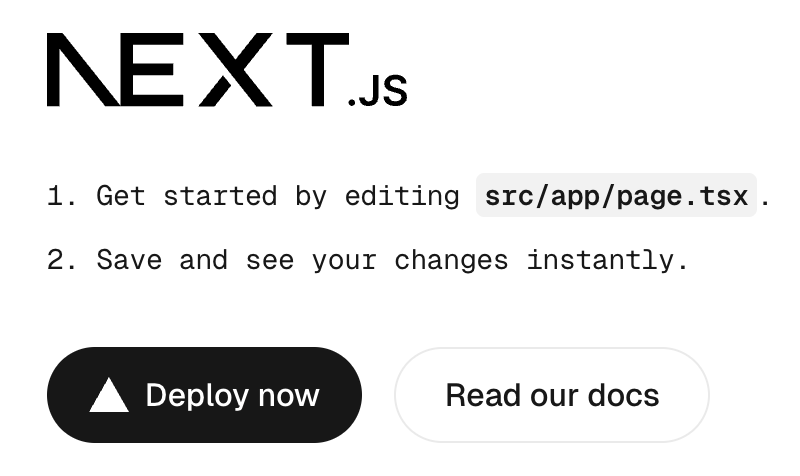 NEXT.JS
1. Get started by editing src/app/page.tsx.
2. Save and see your changes instantly.
Deploy now
Read our docs